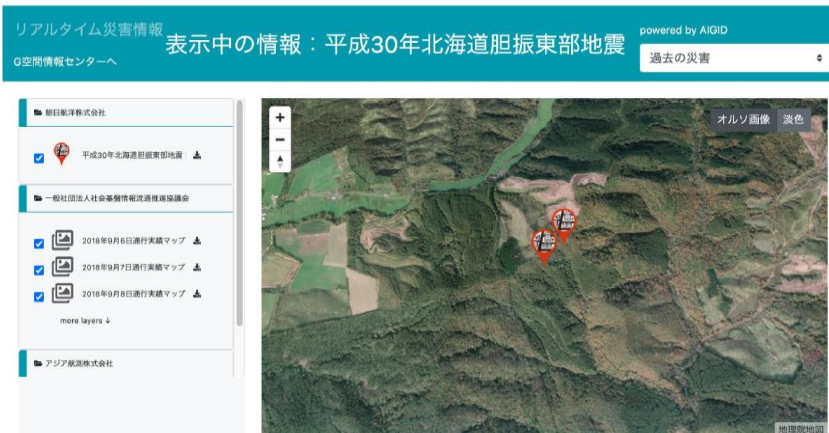 リアルタイム災害情報
G空間情報センターへ
表示中の情報：平成30年北海道胆振東部地震
powered by AIGID
過去の災害
朝日航洋株式会社
平成30年北海道胆振東部地震
一般社団法人社会基盤情報流通推進協議会
2018年9月6日通行実績マップ
2018年9月7日通行実績マップ
2018年9月8日通行実績マップ
more layers ↓
アジア航測株式会社
オルソ画像 淡色
地理院地図